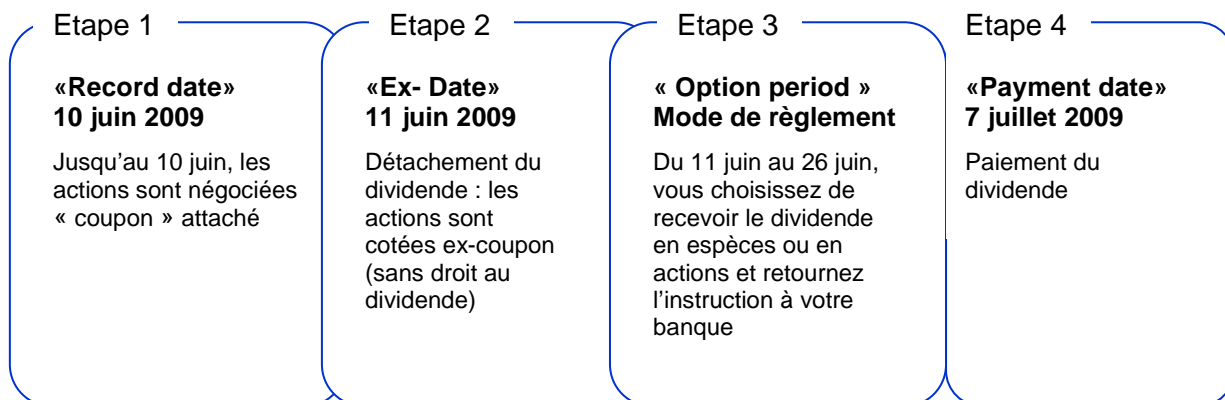 Etape 1
«Record date»
10 juin 2009
Jusqu’au 10 juin, les
actions sont négociées
« coupon » attaché
Etape 2
«Ex- Date»
11 juin 2009
Détachement du
dividende : les
actions sont
cotées ex-coupon
(sans droit au
dividende)
Etape 3
« Option period »
Mode de règlement
Du 11 juin au 26 juin,
vous choisissez de
recevoir le dividende
en espèces ou en
actions et retournez
l’instruction à votre
banque
Etape 4
«Payment date»
7 juillet 2009
Paiement du
dividende